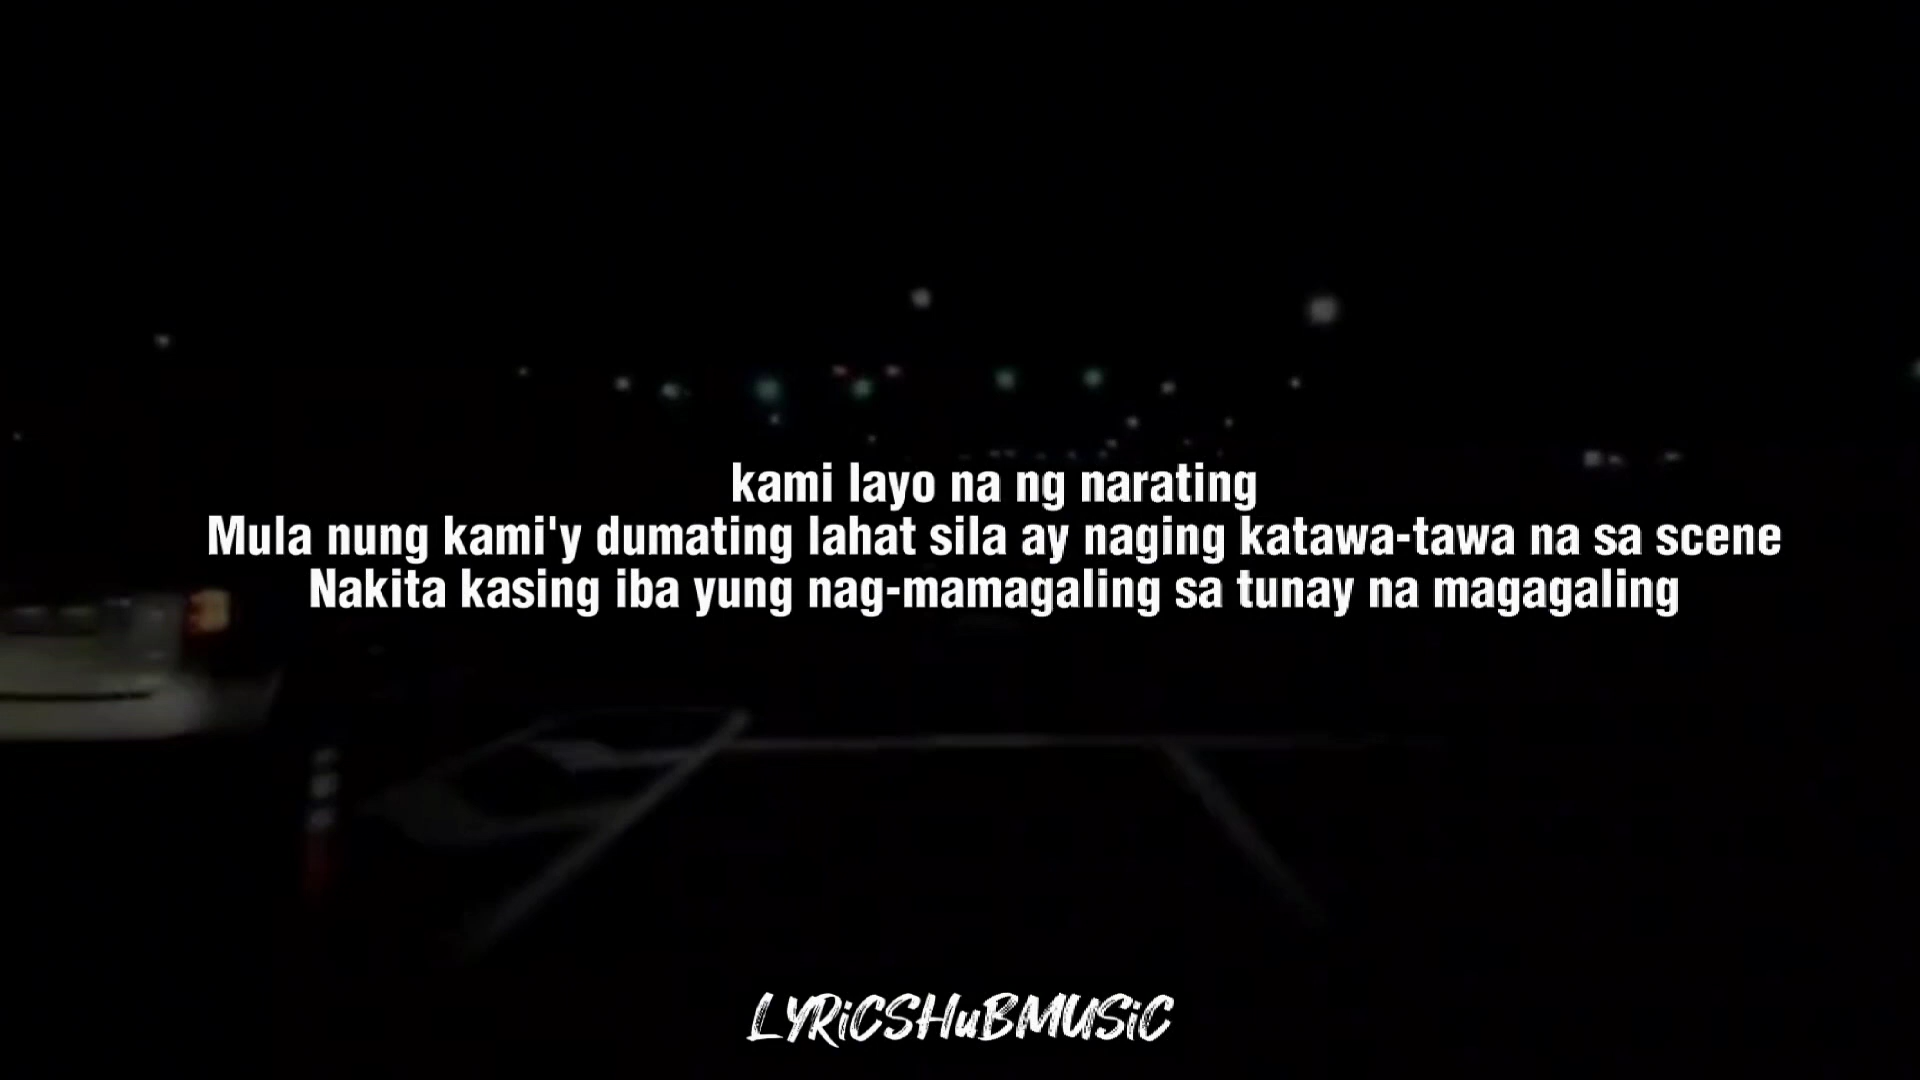 kami layo na ng narating
Mula nung kami'y dumating lahat sila ay naging katawa-tawa na sa scene
Nakita kasing iba yung nag-mamagaling sa tunay na magagaling
LYRiCSHuBMUSiC